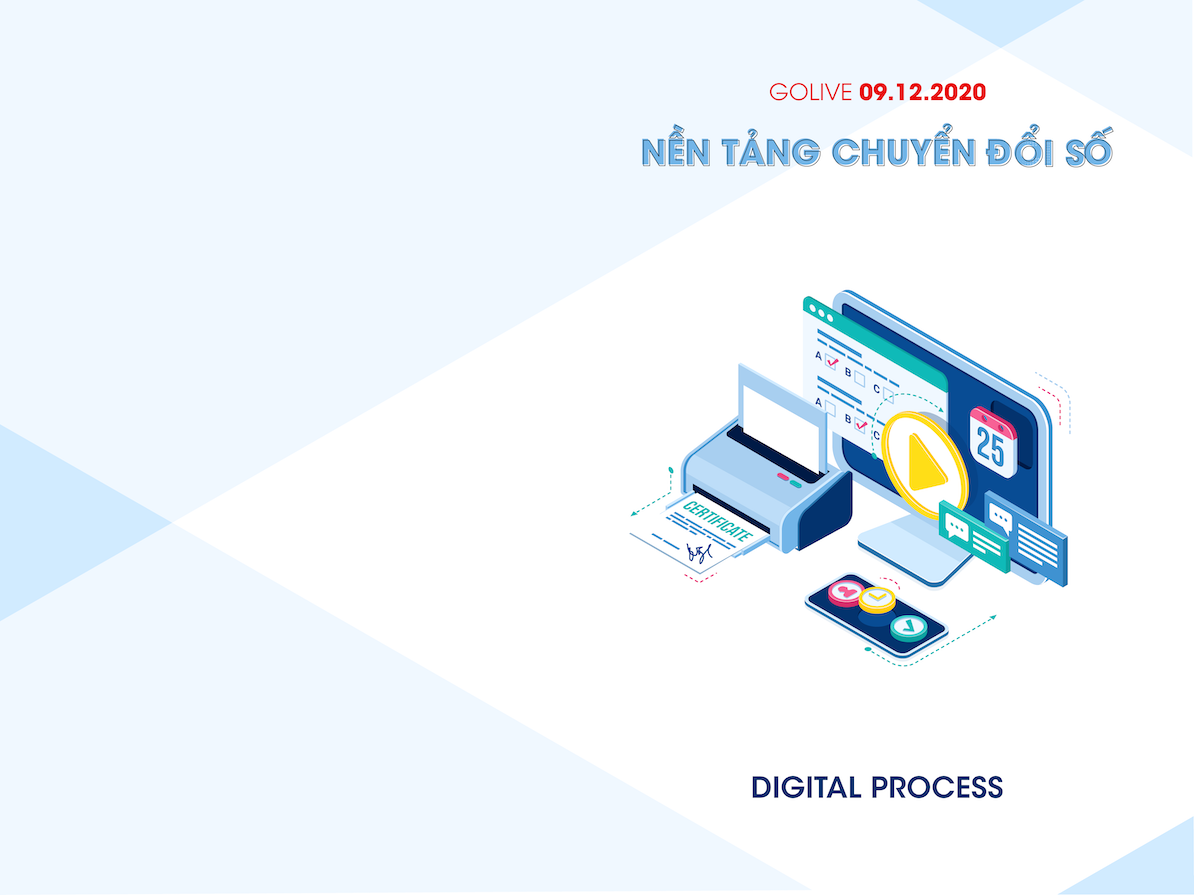 GOLIVE 09.12.2020
NỀN TẢNG CHUYỂN ĐỔI SỐ
A
B
C
A
B
C
25
CERTIFICATE
DIGITAL PROCESS